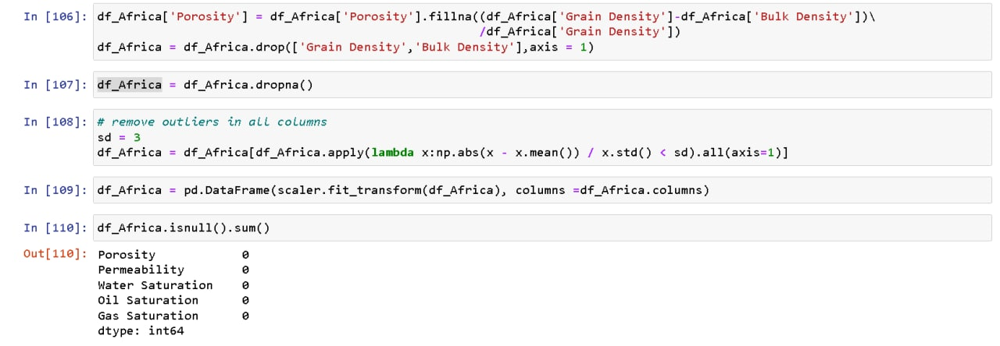 In [106]: df_Africa['Porosity'] = df_Africa['Porosity'].fillna((df_Africa['Grain Density']-df_Africa['Bulk Density'])\
/df_Africa['Grain Density'])
df_Africa = df_Africa.drop(['Grain Density','Bulk Density'],axis = 1)
In [107]: df_Africa = df_Africa.dropna()
In [108]: # remove outliers in all columns
sd = 3
df_Africa = df_Africa[df_Africa.apply(lambda x:np.abs(x - x.mean()) / x.std() < sd).all(axis=1)]
In [109]: df_Africa = pd.DataFrame(scaler.fit_transform(df_Africa), columns =df_Africa.columns)
In [110]: df_Africa.isnull().sum()
Out[110]: Porosity 0
Permeability 0
Water Saturation 0
Oil Saturation 0
Gas Saturation 0
dtype: int64